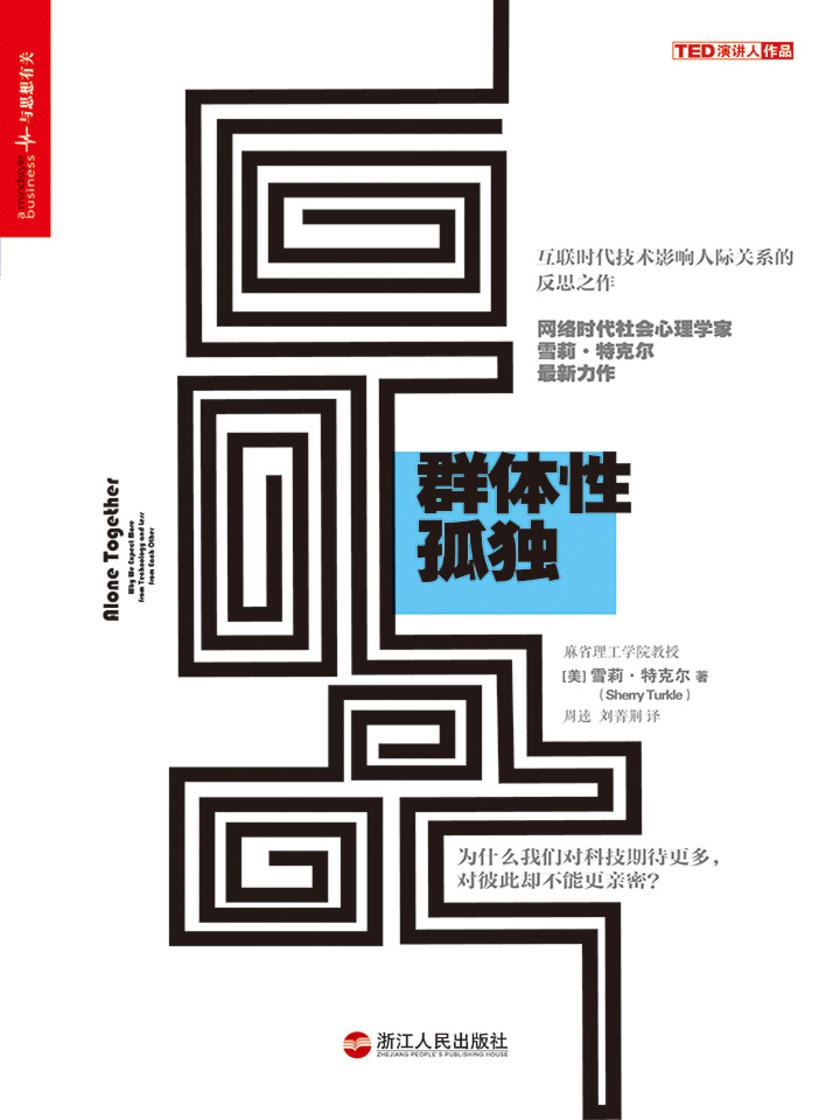 TED演讲人作品
a mindstyle business
与思想有关
互联时代技术影响人际关系的
反思之作
网络时代社会心理学家
雪莉·特克尔
最新力作
群体性
孤独
Alone Together
Why We Expect More
from Technology and Less
from Each Other
麻省理工学院教授
[美] 雪莉·特克尔 著
(Sherry Turkle)
周逵 刘菁荆 译
为什么我们对科技期待更多,
对彼此却不能更亲密?
浙江人民出版社
ZHEJIANG PEOPLE'S PUBLISHING HOUSE